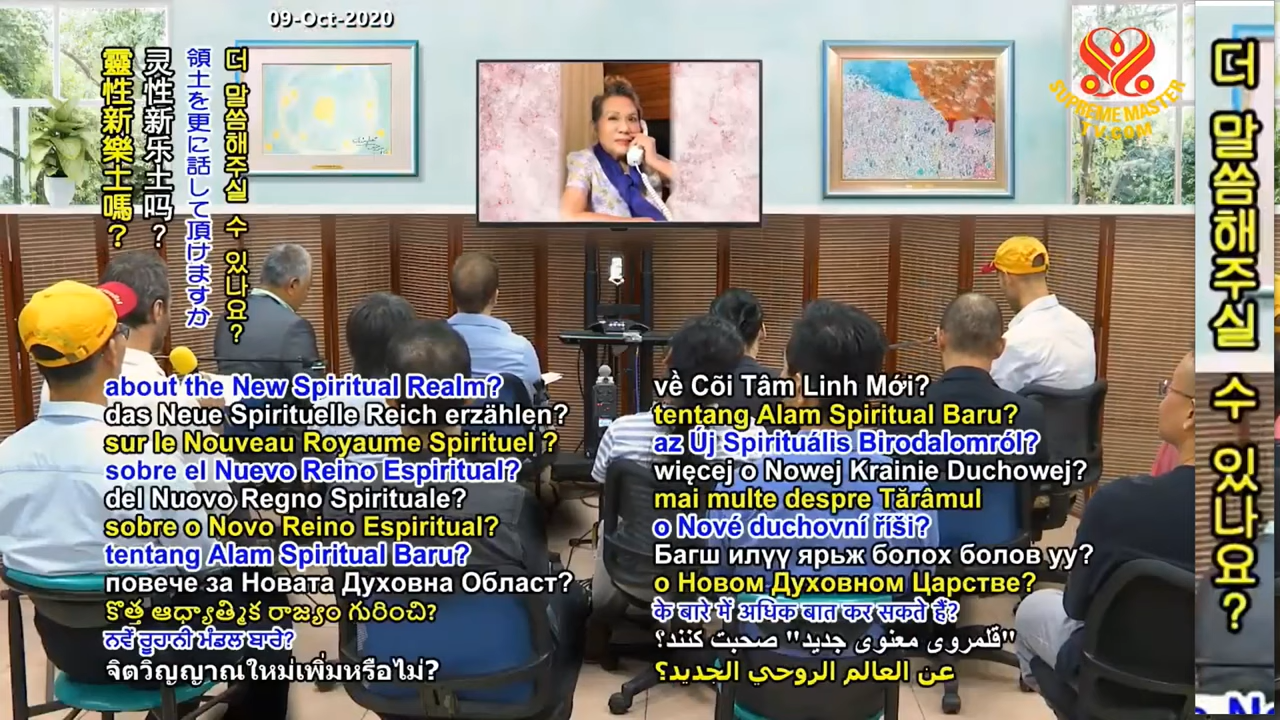 09-Oct-2020
SUPREME MASTER
TV.COM
더 말씀해주실 수 있나요?
領土を更に話して頂けますか
灵性新乐土吗？
靈性新樂土嗎？
about the New Spiritual Realm?
das Neue Spirituelle Reich erzählen?
sur le Nouveau Royaume Spirituel ?
sobre el Nuevo Reino Espiritual?
del Nuovo Regno Spirituale?
sobre o Novo Reino Espiritual?
tentang Alam Spiritual Baru?
повече за Новата Духовна Област?
కొత్త ఆధ్యాత్మిక రాజ్యం గురించి?
ਨਵੇਂ ਰੂਹਾਨੀ ਮੰਡਲ ਬਾਰੇ?
จิตวิญญาณใหม่เพิ่มหรือไม่?
về Cõi Tâm Linh Mới?
tentang Alam Spiritual Baru?
az Új Spirituális Birodalomról?
więcej o Nowej Krainie Duchowej?
mai multe despre Tărâmul
o Nové duchovní říši?
Багш илүү ярьж болох болов уу?
о Новом Духовном Царстве?
के बारे में अधिक बात कर सकते हैं?
"قلمروی معنوی جدید" صحبت کنند؟
عن العالم الروحي الجديد؟
더 말씀해주실 수 있나요?